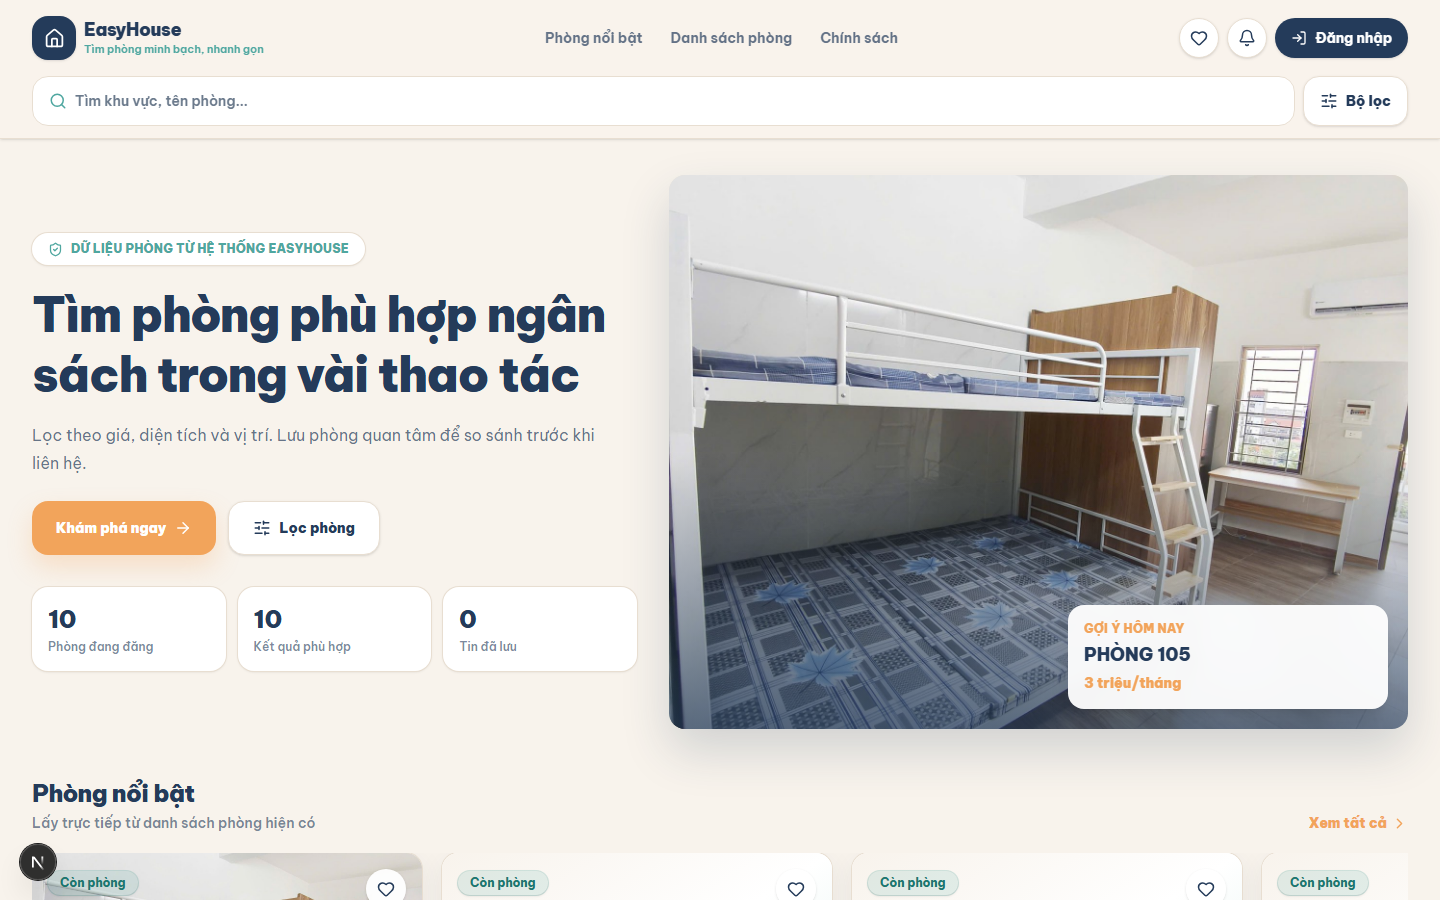 EasyHouse
Tìm phòng minh bạch, nhanh gọn
Phòng nổi bật
Danh sách phòng
Chính sách
Đăng nhập
Tìm khu vực, tên phòng...
Bộ lọc
DỮ LIỆU PHÒNG TỪ HỆ THỐNG EASYHOUSE
Tìm phòng phù hợp ngân
sách trong vài thao tác
Lọc theo giá, diện tích và vị trí. Lưu phòng quan tâm để so sánh trước khi
liên hệ.
Khám phá ngay
Lọc phòng
10
Phòng đang đăng
10
Kết quả phù hợp
0
Tin đã lưu
GỢI Ý HÔM NAY
PHÒNG 105
3 triệu/tháng
Phòng nổi bật
Lấy trực tiếp từ danh sách phòng hiện có
Xem tất cả
N
Còn phòng
Còn phòng
Còn phòng
Còn phòng